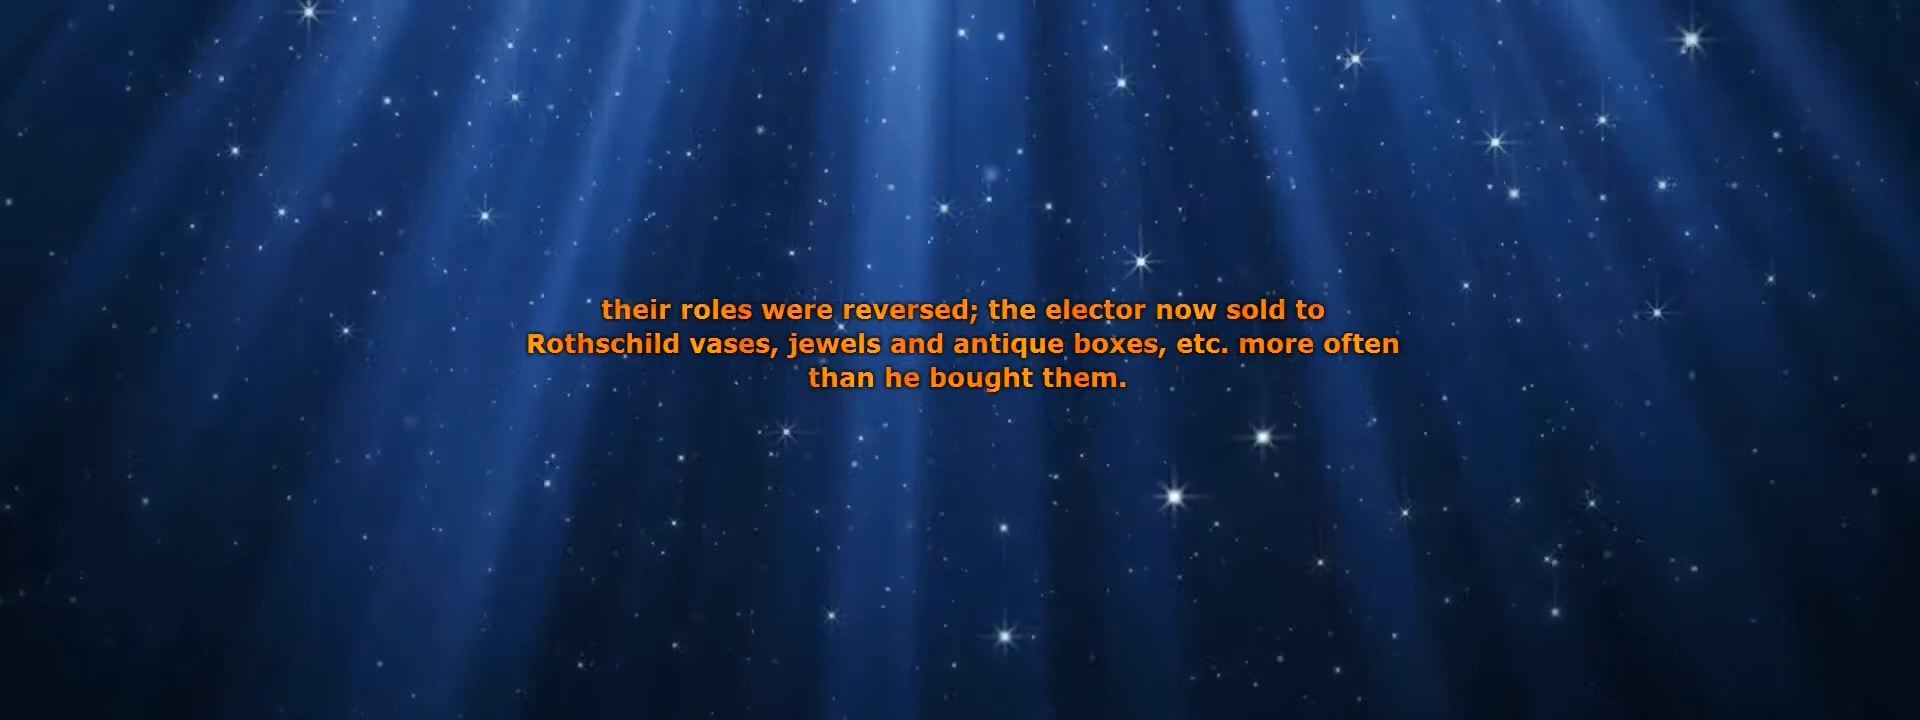 their roles were reversed; the elector now sold to
Rothschild vases, jewels and antique boxes, etc. more often
than he bought them.